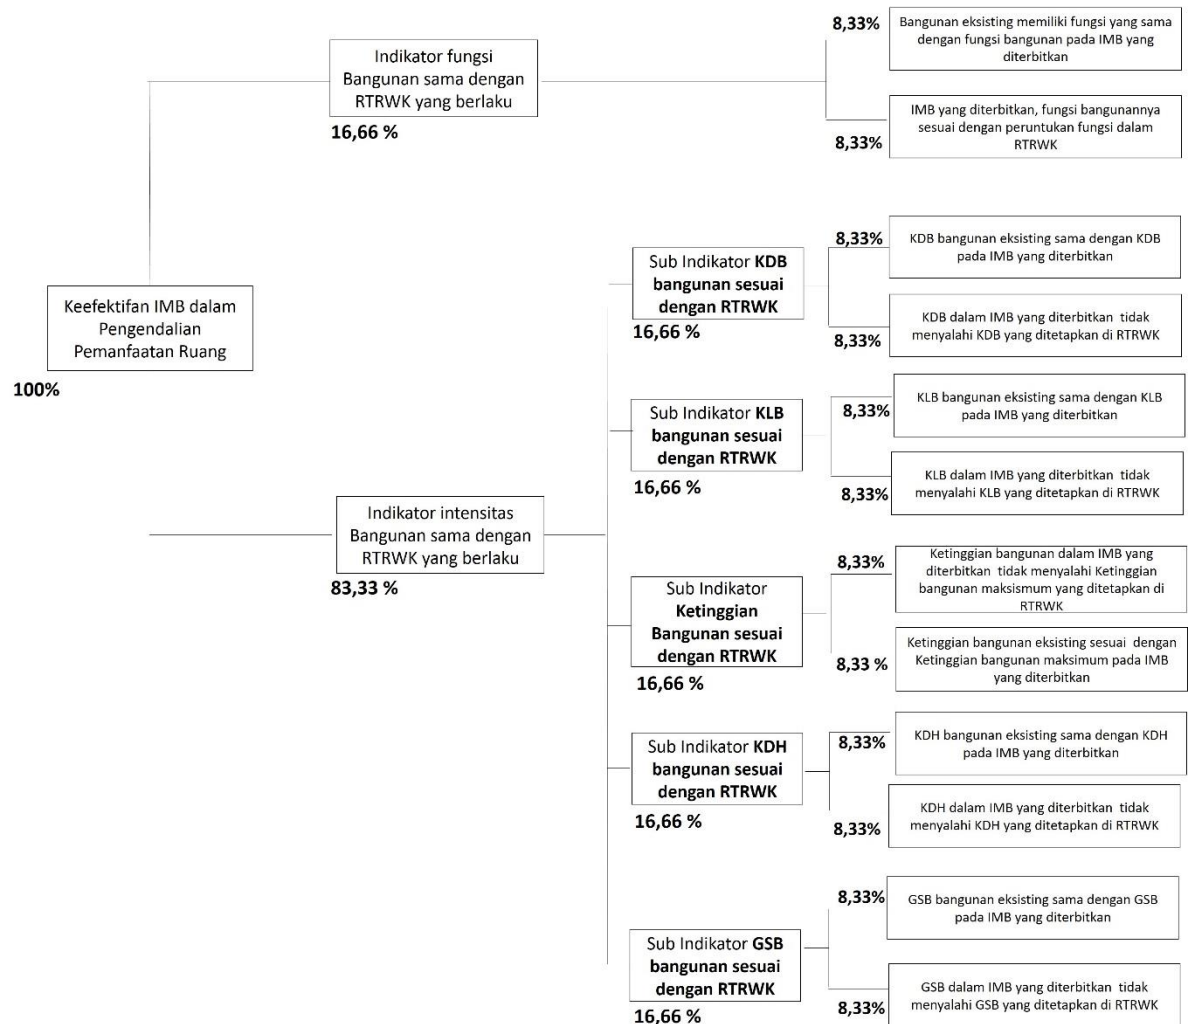 Keefektifan IMB dalam
Pengendalian
Pemanfaatan Ruang
100%
Indikator fungsi
Bangunan sama dengan
RTRWK yang berlaku
16,66 %
8,33%
Bangunan eksisting memiliki fungsi yang sama
dengan fungsi bangunan pada IMB yang
diterbitkan
8,33%
IMB yang diterbitkan, fungsi bangunannya
sesuai dengan peruntukan fungsi dalam
RTRWK
Indikator intensitas
Bangunan sama dengan
RTRWK yang berlaku
83,33 %
Sub Indikator KDB
bangunan sesuai
dengan RTRWK
16,66 %
8,33%
KDB bangunan eksisting sama dengan KDB
pada IMB yang diterbitkan
8,33%
KDB dalam IMB yang diterbitkan tidak
menyalahi KDB yang ditetapkan di RTRWK
Sub Indikator KLB
bangunan sesuai
dengan RTRWK
16,66 %
8,33%
KLB bangunan eksisting sama dengan KLB
pada IMB yang diterbitkan
8,33%
KLB dalam IMB yang diterbitkan tidak
menyalahi KLB yang ditetapkan di RTRWK
Sub Indikator
Ketinggian
Bangunan sesuai
dengan RTRWK
16,66 %
8,33%
Ketinggian bangunan dalam IMB yang
diterbitkan tidak menyalahi Ketinggian
bangunan maksismum yang ditetapkan di
RTRWK
8,33 %
Ketinggian bangunan eksisting sesuai dengan
Ketinggian bangunan maksimum pada IMB
yang diterbitkan
Sub Indikator KDH
bangunan sesuai
dengan RTRWK
16,66 %
8,33%
KDH bangunan eksisting sama dengan KDH
pada IMB yang diterbitkan
8,33%
KDH dalam IMB yang diterbitkan tidak
menyalahi KDH yang ditetapkan di RTRWK
Sub Indikator GSB
bangunan sesuai
dengan RTRWK
16,66 %
8,33%
GSB bangunan eksisting sama dengan GSB
pada IMB yang diterbitkan
8,33%
GSB dalam IMB yang diterbitkan tidak
menyalahi GSB yang ditetapkan di RTRWK